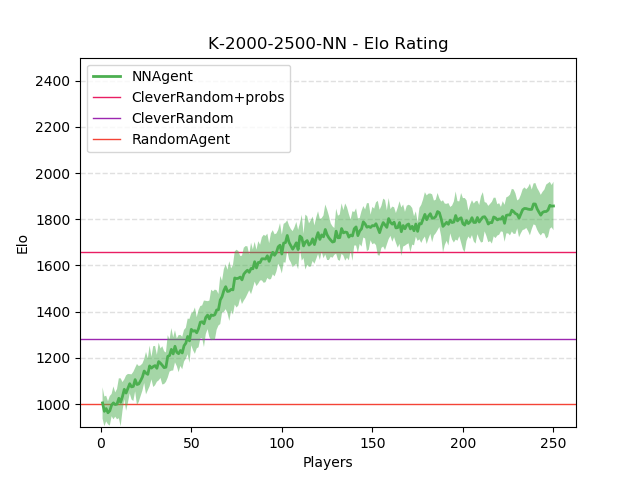 K-2000-2500-NN - Elo Rating
NNAgent
CleverRandom+probs
CleverRandom
RandomAgent
Elo
2400
2200
2000
1800
1600
1400
1200
1000
0 50 100 150 200 250
Players